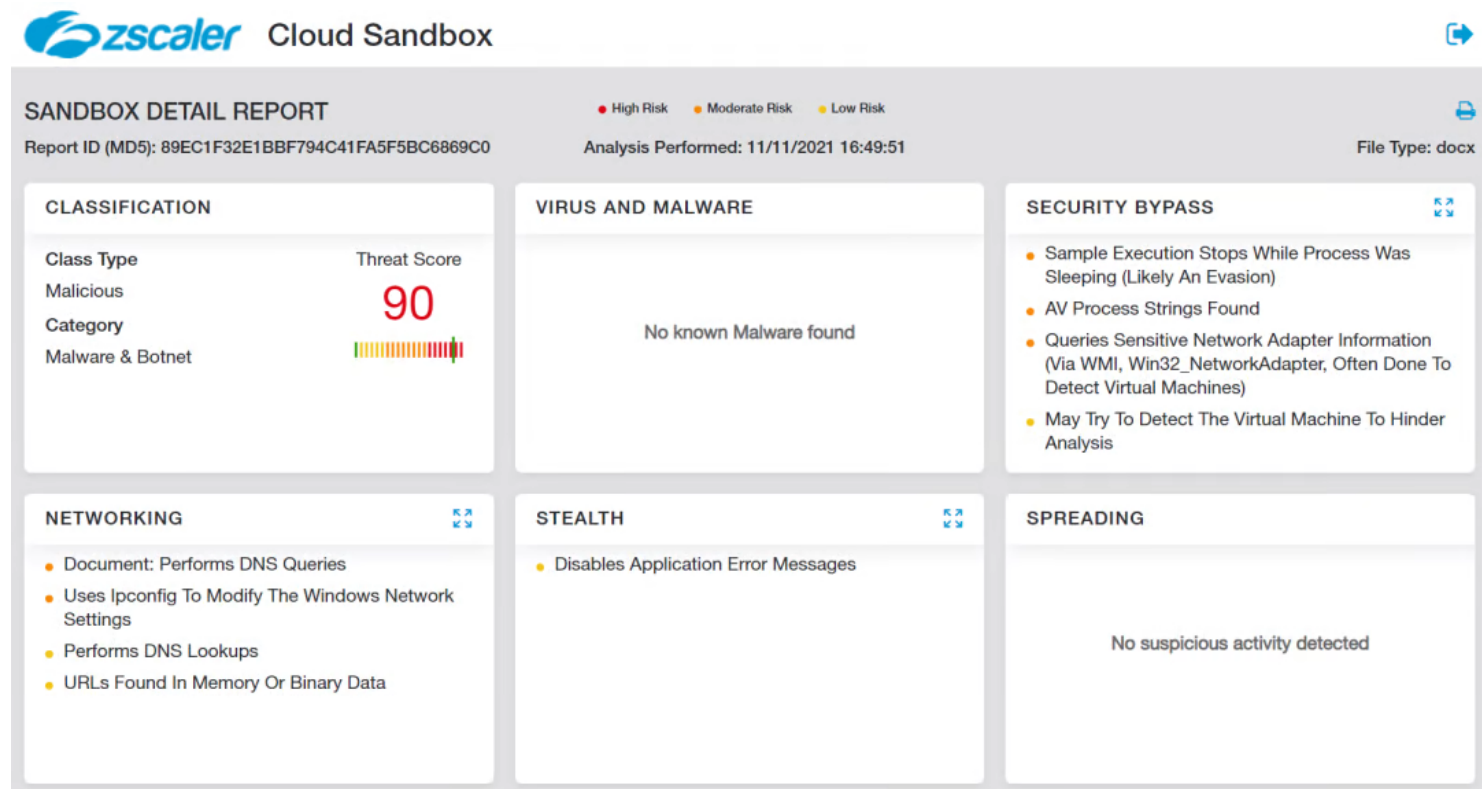 zscaler Cloud Sandbox
SANDBOX DETAIL REPORT
High Risk Moderate Risk Low Risk
Report ID (MD5): 89EC1F32E1BBF794C41FA5F5BC6869C0
Analysis Performed: 11/11/2021 16:49:51
File Type: docx
CLASSIFICATION
Class Type
Threat Score
Malicious
90
Category
Malware & Botnet
VIRUS AND MALWARE
No known Malware found
SECURITY BYPASS
Sample Execution Stops While Process Was
Sleeping (Likely An Evasion)
AV Process Strings Found
Queries Sensitive Network Adapter Information
(Via WMI, Win32_NetworkAdapter, Often Done To
Detect Virtual Machines)
May Try To Detect The Virtual Machine To Hinder
Analysis
NETWORKING
Document: Performs DNS Queries
Uses Ipconfig To Modify The Windows Network
Settings
Performs DNS Lookups
URLs Found In Memory Or Binary Data
STEALTH
Disables Application Error Messages
SPREADING
No suspicious activity detected